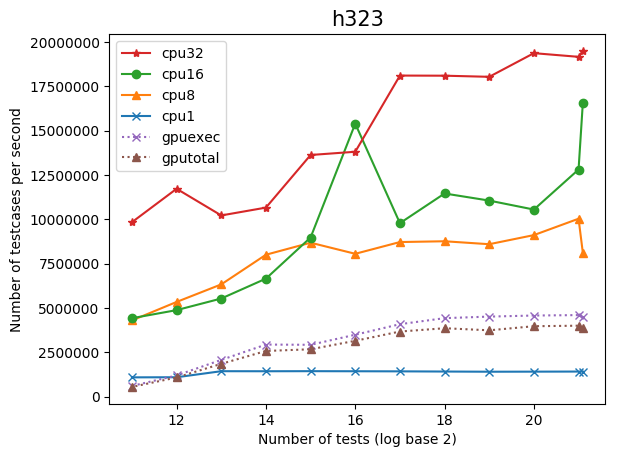 h323
20000000
17500000
15000000
12500000
10000000
7500000
5000000
2500000
0
Number of testcases per second
cpu32
cpu16
cpu8
cpu1
gpuexec
gputotal
12 14 16 18 20
Number of tests (log base 2)